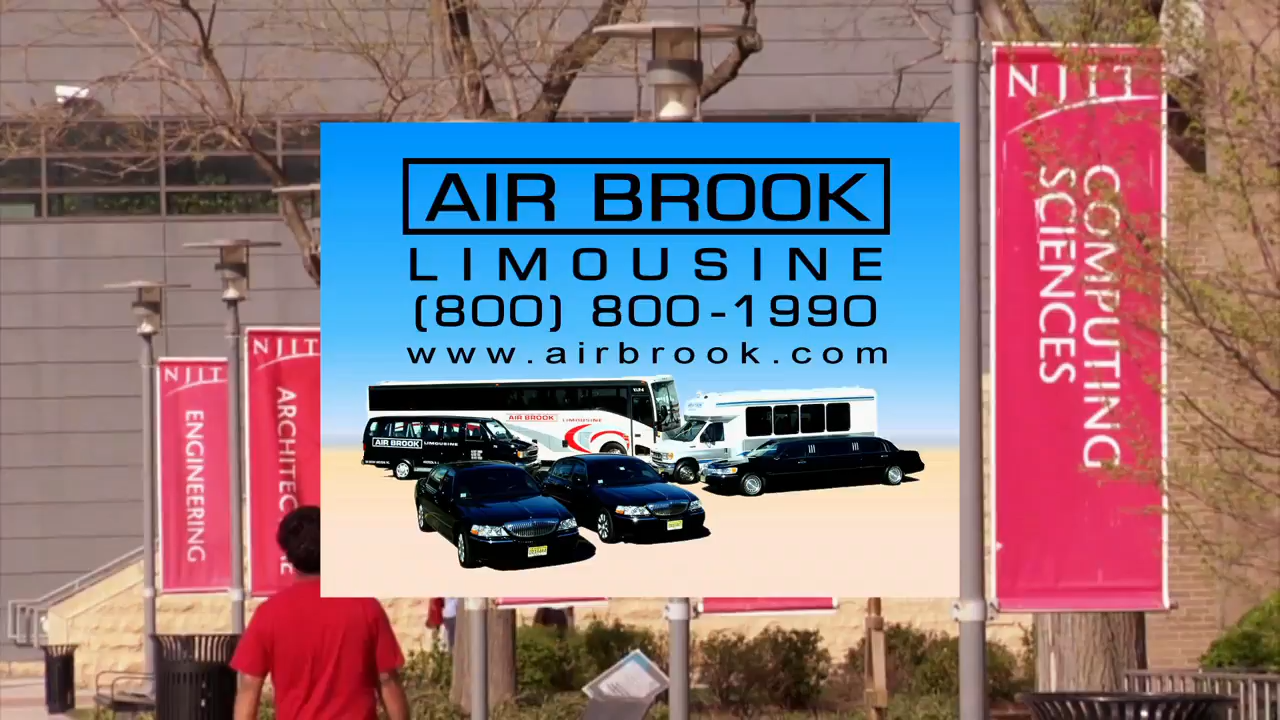 AIR BROOK
LIMOUSINE
(800) 800-1990
www.airbrook.com
AIR BROOK LIMOUSINE
AIR BROOK LIMOUSINE
NJIT
ENGINEERING
NJIT
ARCHITEC
NJIT
COMPUTING
SCIENCES